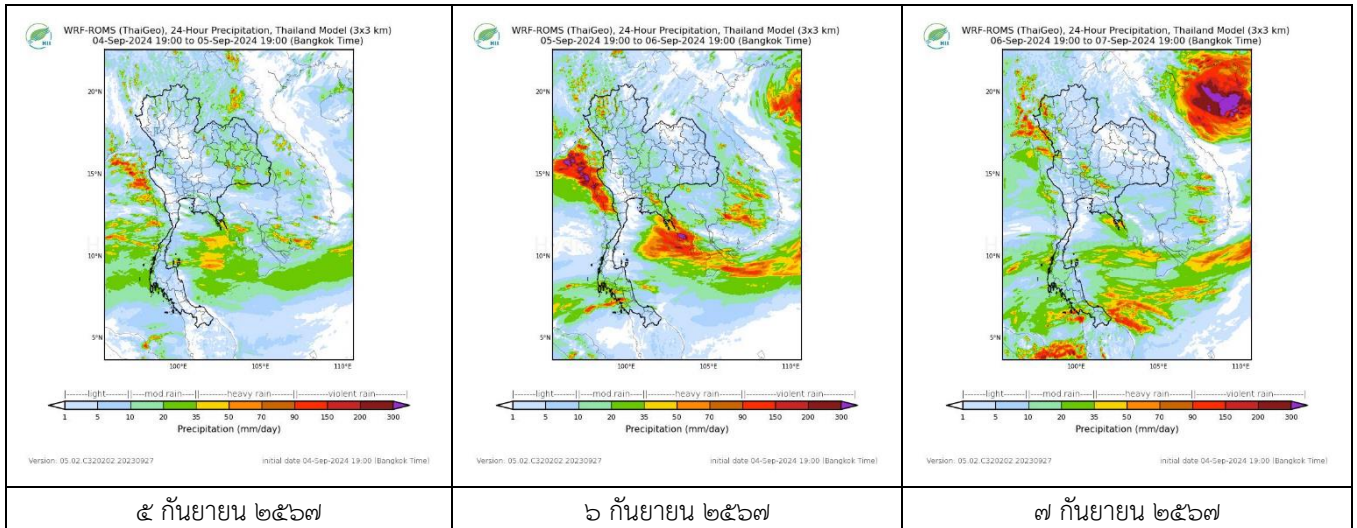 WRF-ROMS (ThaiGeo), 24-Hour Precipitation, Thailand Model (3x3 km)
04-Sep-2024 19:00 to 05-Sep-2024 19:00 (Bangkok Time)
20°N
15°N
10°N
5°N
100°E 105°E 110°E
light mod rain heavy rain violent rain
1 5 10 20 35 50 70 90 150 200 300
Precipitation (mm/day)
Version: 05.02.C320202.20230927 initial date 04-Sep-2024 19:00 (Bangkok Time)
๕ กันยายน ๒๕๖๗
WRF-ROMS (ThaiGeo), 24-Hour Precipitation, Thailand Model (3x3 km)
05-Sep-2024 19:00 to 06-Sep-2024 19:00 (Bangkok Time)
20°N
15°N
10°N
5°N
100°E 105°E 110°E
light mod rain heavy rain violent rain
1 5 10 20 35 50 70 90 150 200 300
Precipitation (mm/day)
Version: 05.02.C320202.20230927 initial date 04-Sep-2024 19:00 (Bangkok Time)
๖ กันยายน ๒๕๖๗
WRF-ROMS (ThaiGeo), 24-Hour Precipitation, Thailand Model (3x3 km)
06-Sep-2024 19:00 to 07-Sep-2024 19:00 (Bangkok Time)
20°N
15°N
10°N
5°N
100°E 105°E 110°E
light mod rain heavy rain violent rain
1 5 10 20 35 50 70 90 150 200 300
Precipitation (mm/day)
Version: 05.02.C320202.20230927 initial date 04-Sep-2024 19:00 (Bangkok Time)
๗ กันยายน ๒๕๖๗